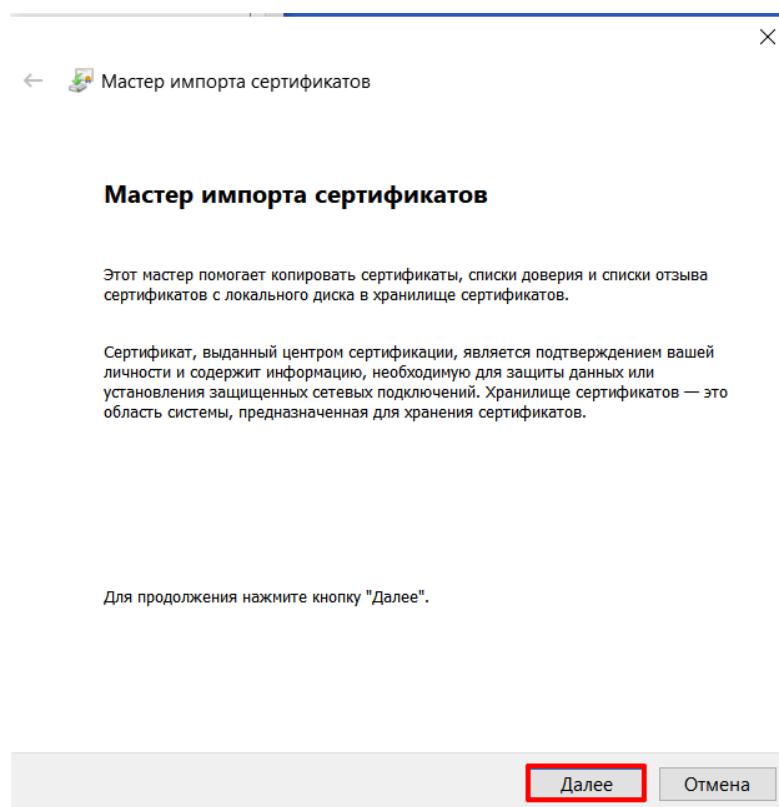 Мастер импорта сертификатов
Мастер импорта сертификатов
Этот мастер помогает копировать сертификаты, списки доверия и списки отзыва
сертификатов с локального диска в хранилище сертификатов.
Сертификат, выданный центром сертификации, является подтверждением вашей
личности и содержит информацию, необходимую для защиты данных или
установления защищенных сетевых подключений. Хранилище сертификатов — это
область системы, предназначенная для хранения сертификатов.
Для продолжения нажмите кнопку "Далее".
Далее
Отмена